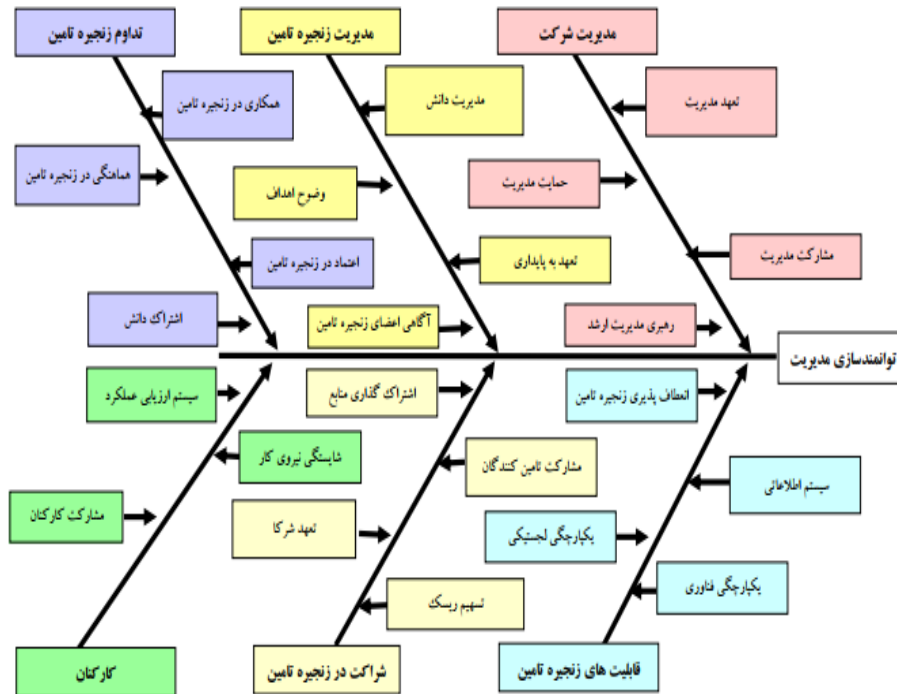 مدیریت شرکت
مدیریت زنجیره تامین
تداوم زنجیره تامین
تعهد مدیریت
مدیریت دانش
همکاری در زنجیره تامین
حمایت مدیریت
وضوح اهداف
هماهنگی در زنجیره تامین
مشارکت مدیریت
تعهد به پایداری
اعتماد در زنجیره تامین
رهبری مدیریت ارشد
آگاهی اعضای زنجیره تامین
اشتراک دانش
توانمندسازی مدیریت
انعطاف پذیری زنجیره تامین
اشتراک گذاری منابع
سیستم ارزیابی عملکرد
سیستم اطلاعاتی
مشارکت تامین کنندگان
شایستگی نیروی کار
یکپارچگی لجستیکی
تعهد شرکا
مشارکت کارکنان
یکپارچگی فناوری
تسهیم ریسک
قابلیت های زنجیره تامین
شراکت در زنجیره تامین
کارکنان